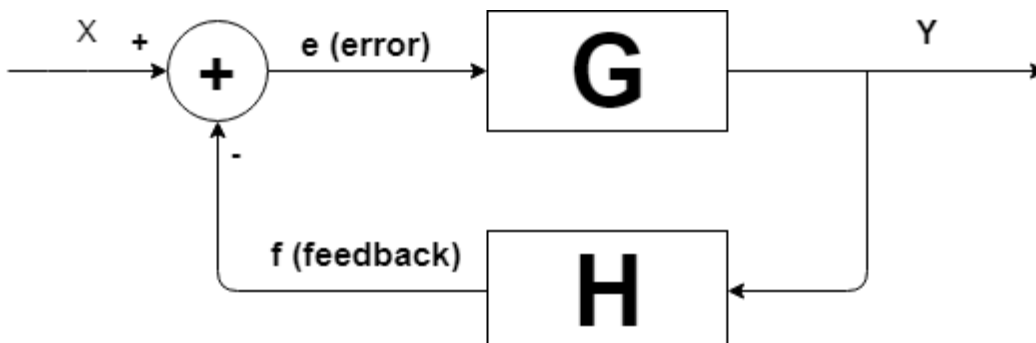 X
+
+
e (error)
G
Y
-
f (feedback)
H